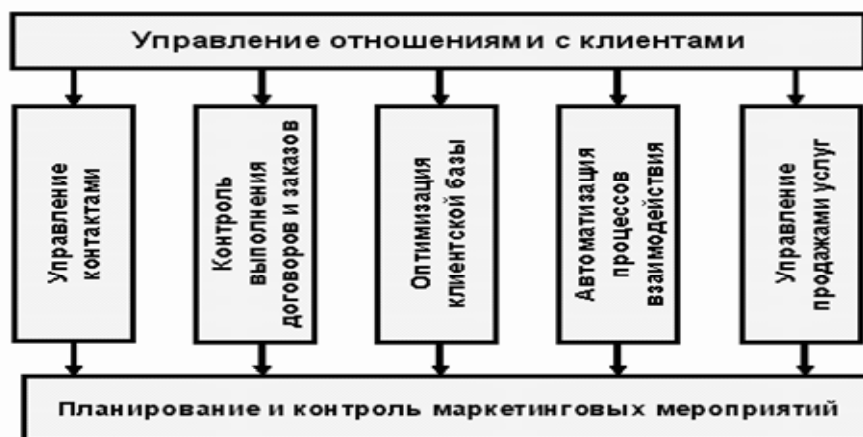 Управление отношениями с клиентами
Управление
контактами
Контроль
выполнения
договоров и заказов
Оптимизация
клиентской базы
Автоматизация
процессов
взаимодействия
Управление
продажами услуг
Планирование и контроль маркетинговых мероприятий